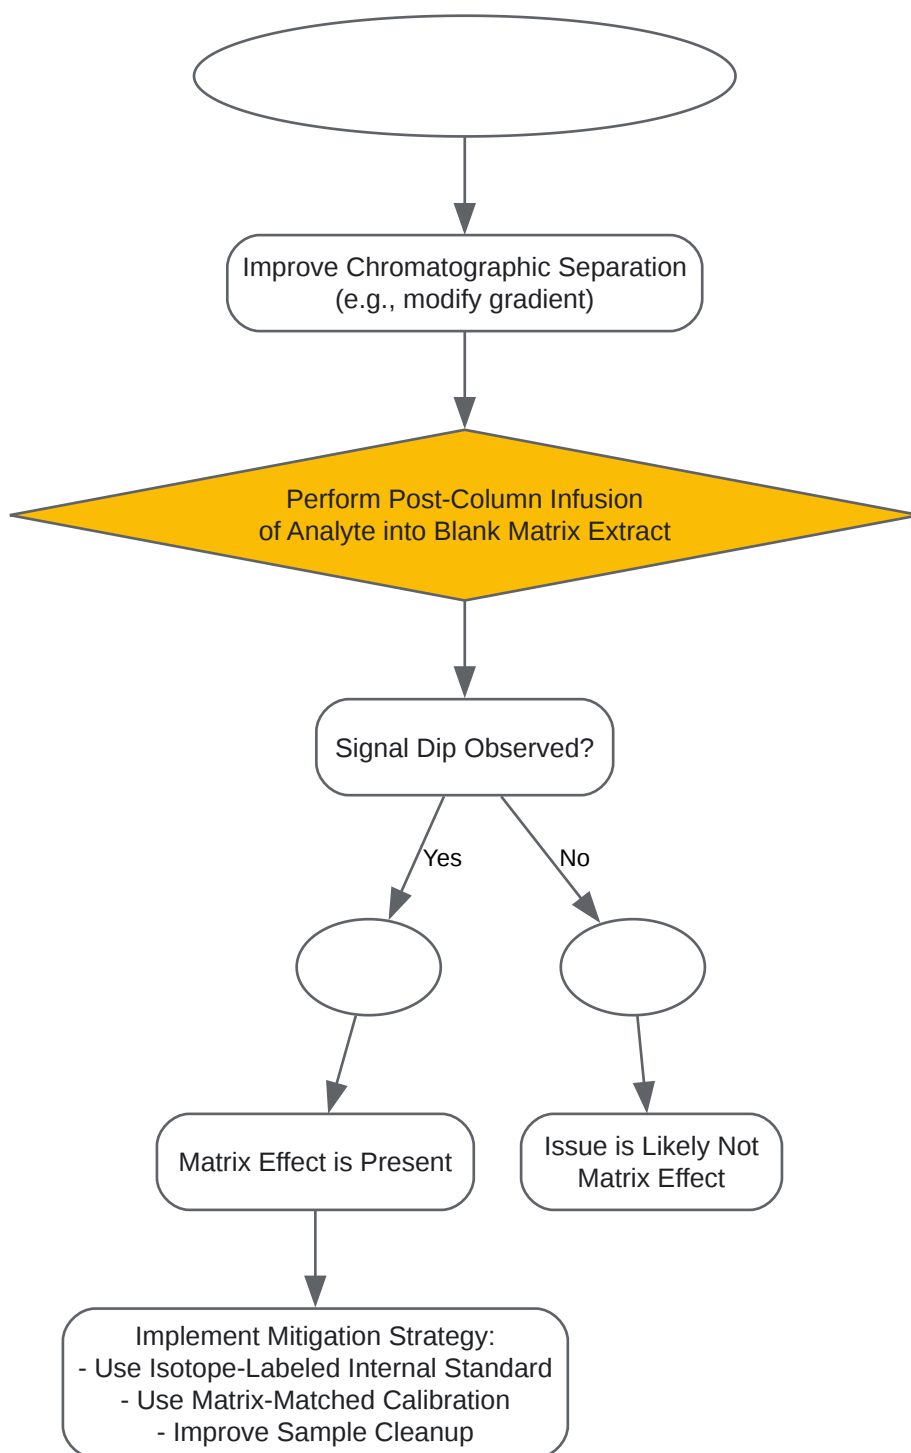 Improve Chromatographic Separation
(e.g., modify gradient)
Perform Post-Column Infusion
of Analyte into Blank Matrix Extract
Signal Dip Observed?
Yes
No
Matrix Effect is Present
Issue is Likely Not
Matrix Effect
Implement Mitigation Strategy:
- Use Isotope-Labeled Internal Standard
- Use Matrix-Matched Calibration
- Improve Sample Cleanup